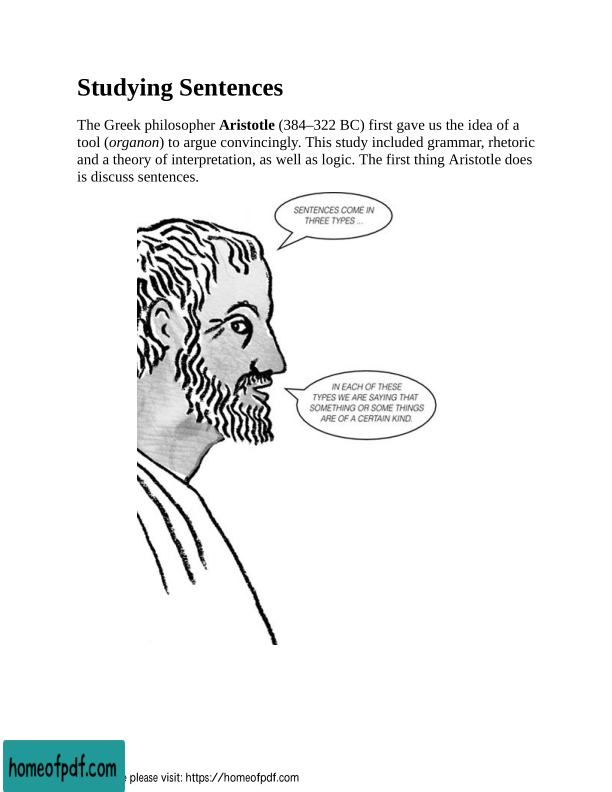 Studying Sentences
The Greek philosopher Aristotle (384–322 BC) first gave us the idea of a
tool (organon) to argue convincingly. This study included grammar, rhetoric
and a theory of interpretation, as well as logic. The first thing Aristotle does
is discuss sentences.
SENTENCES COME IN
THREE TYPES ...
IN EACH OF THESE
TYPES WE ARE SAYING THAT
SOMETHING OR SOME THINGS
ARE OF A CERTAIN KIND.
homeofpdf.com
please visit: https://homeofpdf.com